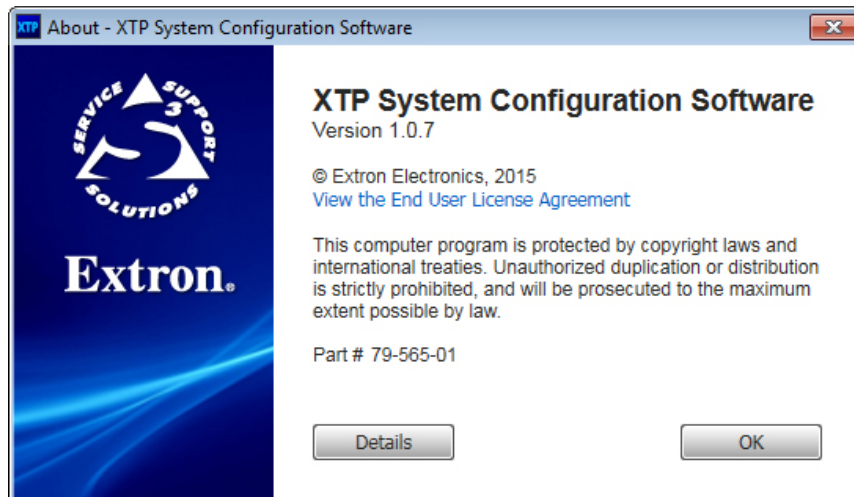 XTP About - XTP System Configuration Software
SERVICE SUPPORT
3
SOLUTIONS
Extron®
XTP System Configuration Software
Version 1.0.7
© Extron Electronics, 2015
View the End User License Agreement
This computer program is protected by copyright laws and
international treaties. Unauthorized duplication or distribution
is strictly prohibited, and will be prosecuted to the maximum
extent possible by law.
Part # 79-565-01
Details
OK